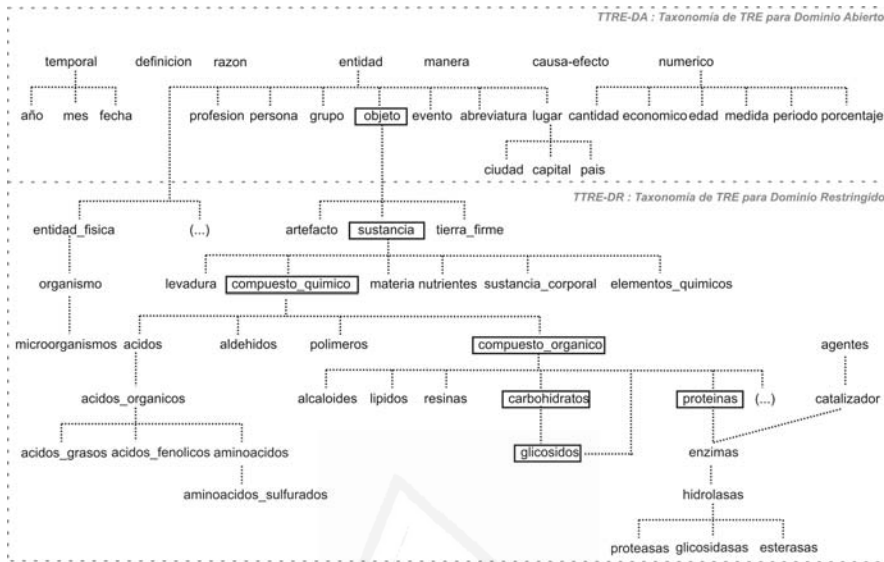 TTRE-DA : Taxonomía de TRE para Dominio Abierto
temporal definicion razon entidad manera causa-efecto numerico
año mes fecha profesion persona grupo objeto evento abreviatura lugar cantidad economico edad medida periodo porcentaje
ciudad capital pais
TTRE-DR : Taxonomía de TRE para Dominio Restringido
entidad_fisica (...) artefacto sustancia tierra_firme
organismo levadura compuesto_quimico materia nutrientes sustancia_corporal elementos_quimicos
microorganismos acidos aldehidos polimeros compuesto_organico agentes
acidos_organicos alcaloides lipidos resinas carbohidratos proteinas (...) catalizador
acidos_grasos acidos_fenolicos aminoacidos glicosidos enzimas
aminoacidos_sulfurados hidrolasas
proteasas glicosidasas esterasas